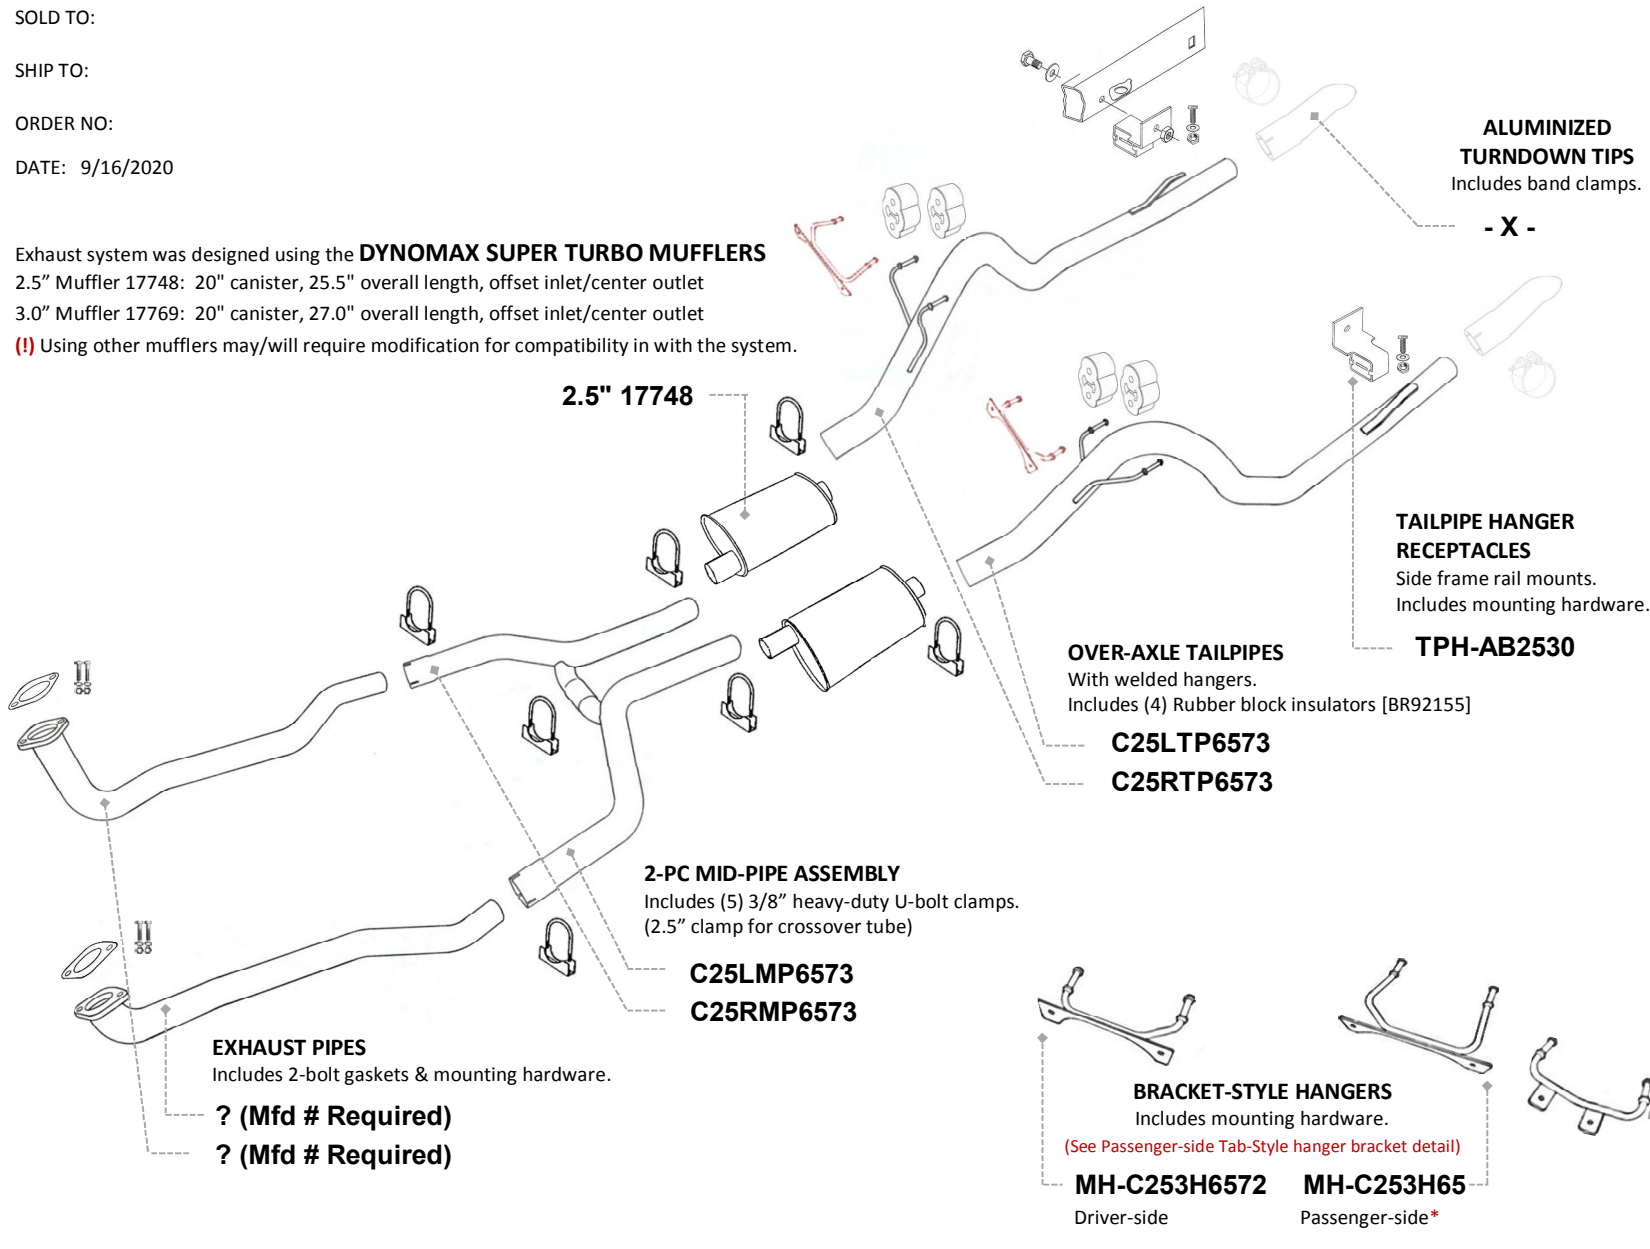 SOLD TO:
SHIP TO:
ORDER NO:
DATE: 9/16/2020
Exhaust system was designed using the DYNOMAX SUPER TURBO MUFFLERS
2.5” Muffler 17748: 20" canister, 25.5" overall length, offset inlet/center outlet
3.0” Muffler 17769: 20" canister, 27.0" overall length, offset inlet/center outlet
(!) Using other mufflers may/will require modification for compatibility in with the system.
ALUMINIZED
TURNDOWN TIPS
Includes band clamps.
- X -
2.5" 17748
TAILPIPE HANGER
RECEPTACLES
Side frame rail mounts.
Includes mounting hardware.
TPH-AB2530
OVER-AXLE TAILPIPES
With welded hangers.
Includes (4) Rubber block insulators [BR92155]
C25LTP6573
C25RTP6573
2-PC MID-PIPE ASSEMBLY
Includes (5) 3/8” heavy-duty U-bolt clamps.
(2.5” clamp for crossover tube)
C25LMP6573
C25RMP6573
EXHAUST PIPES
Includes 2-bolt gaskets & mounting hardware.
? (Mfd # Required)
? (Mfd # Required)
BRACKET-STYLE HANGERS
Includes mounting hardware.
(See Passenger-side Tab-Style hanger bracket detail)
MH-C253H6572
Driver-side
MH-C253H65
Passenger-side*